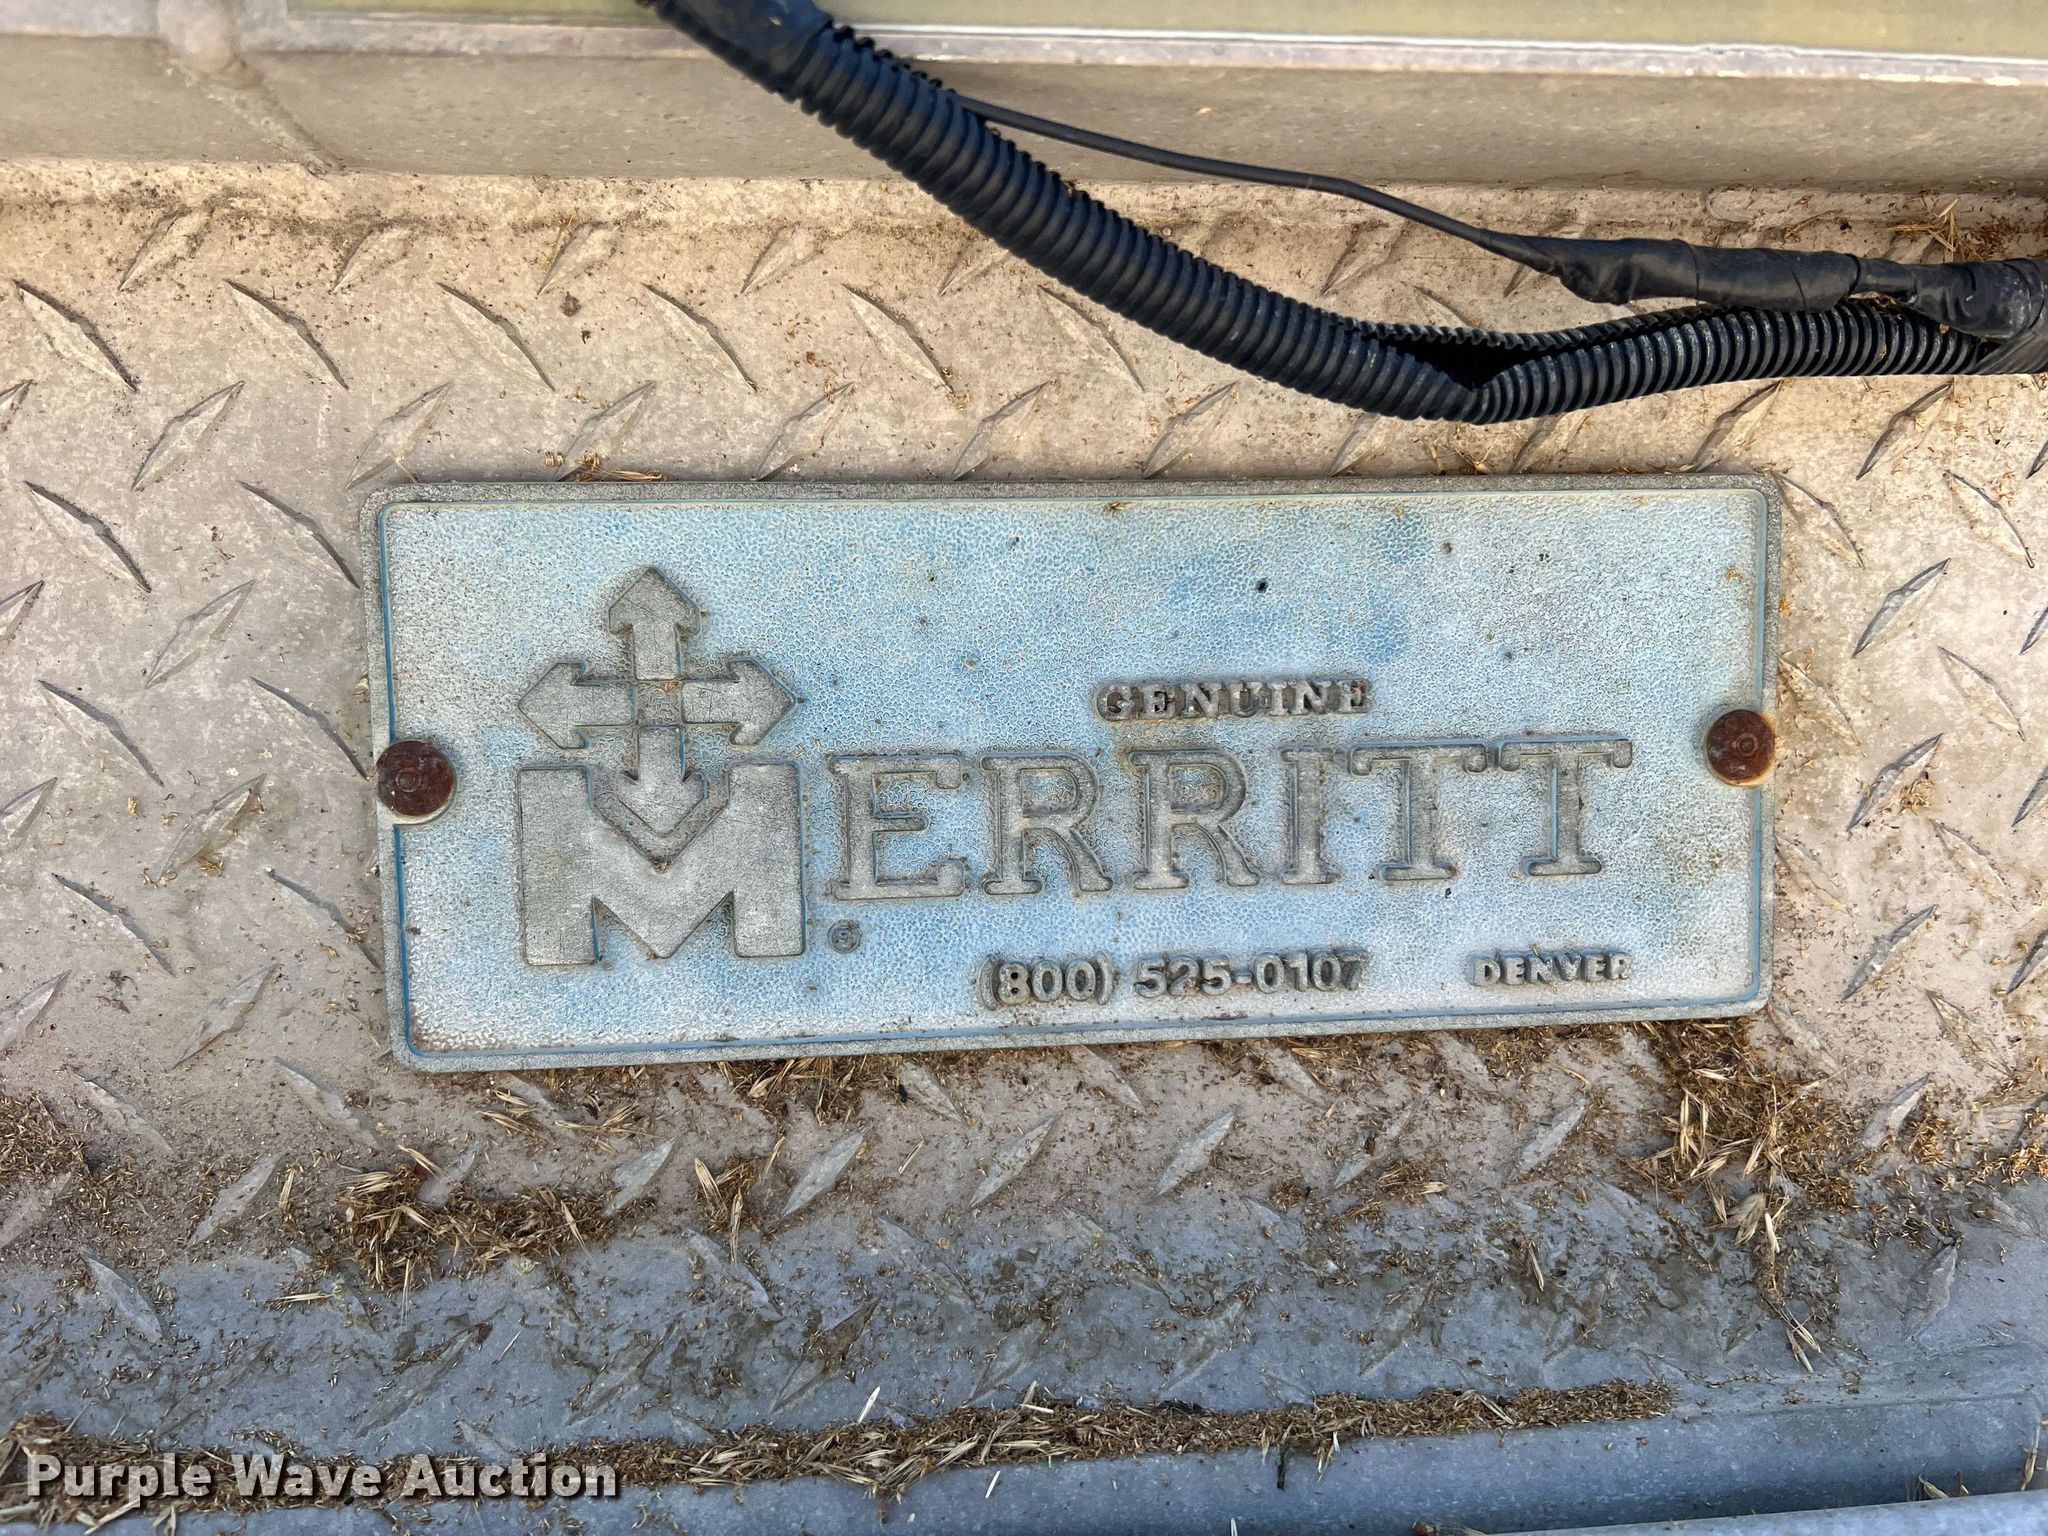 GENUINE
MERRITT
®
(800) 525-0107 DENVER
Purple Wave Auction